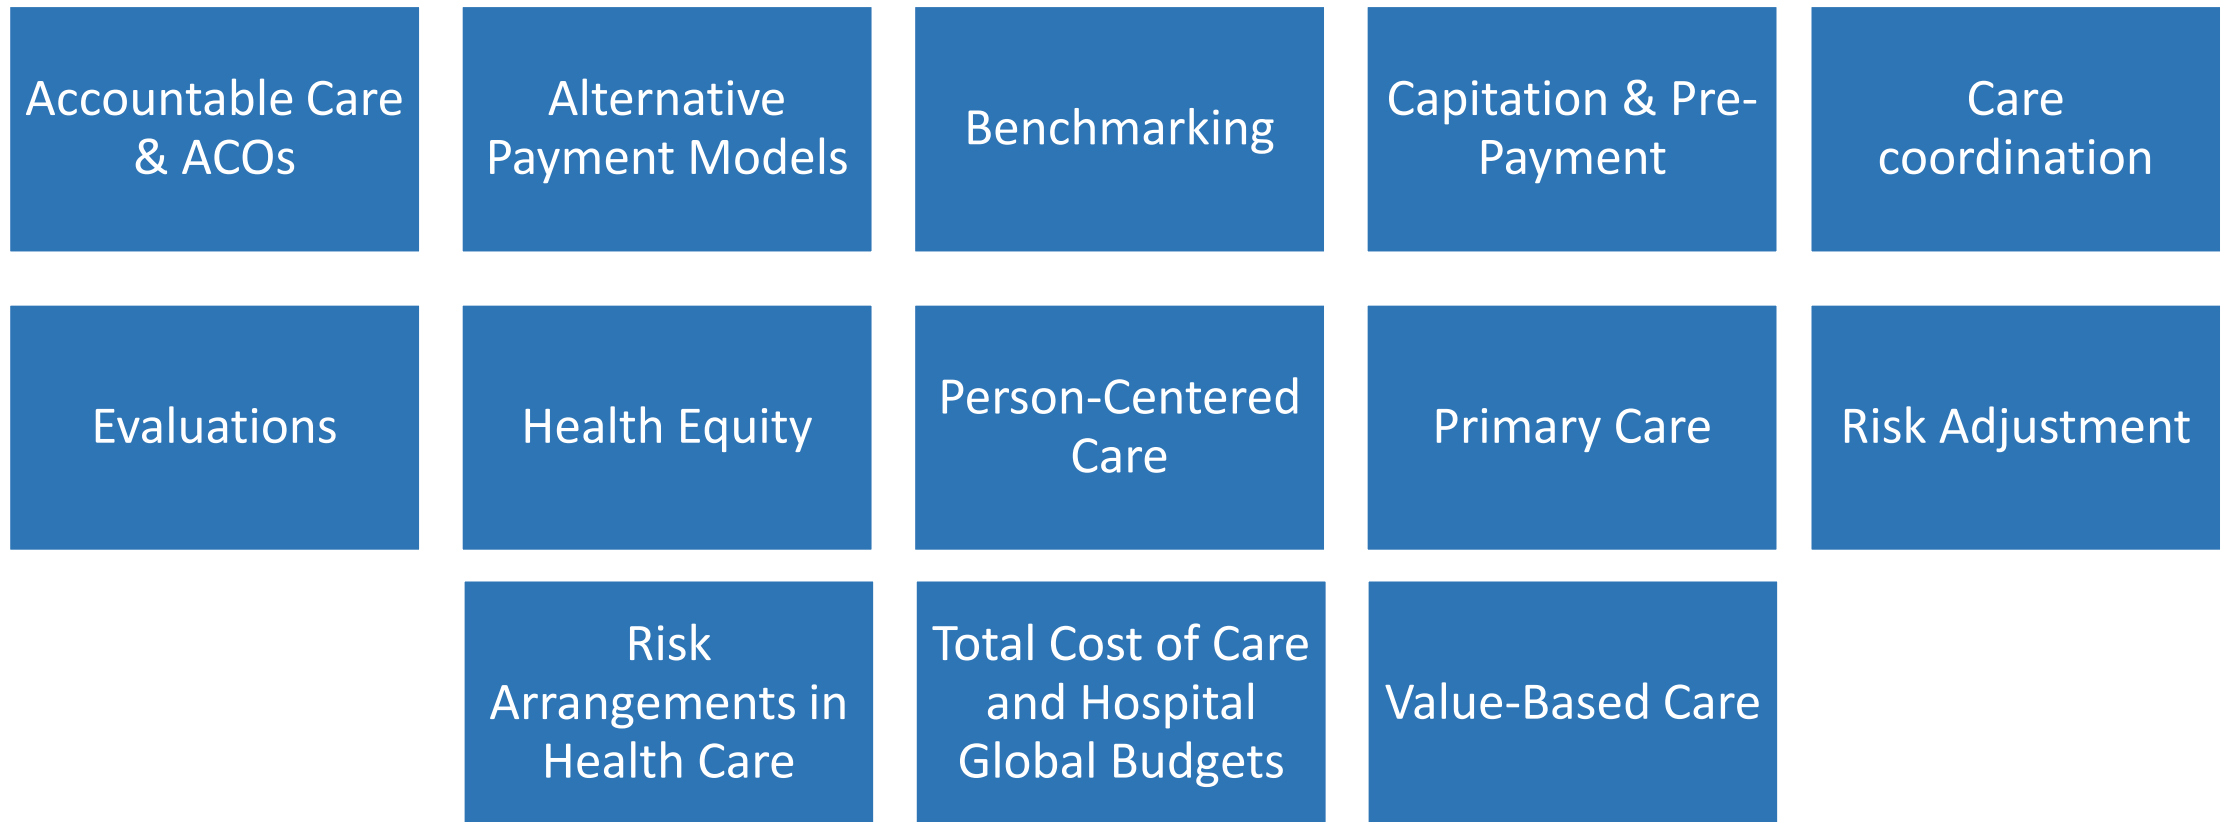 Accountable Care
& ACOs
Alternative
Payment Models
Benchmarking
Capitation & Pre-
Payment
Care
coordination
Evaluations
Health Equity
Person-Centered
Care
Primary Care
Risk Adjustment
Risk
Arrangements in
Health Care
Total Cost of Care
and Hospital
Global Budgets
Value-Based Care